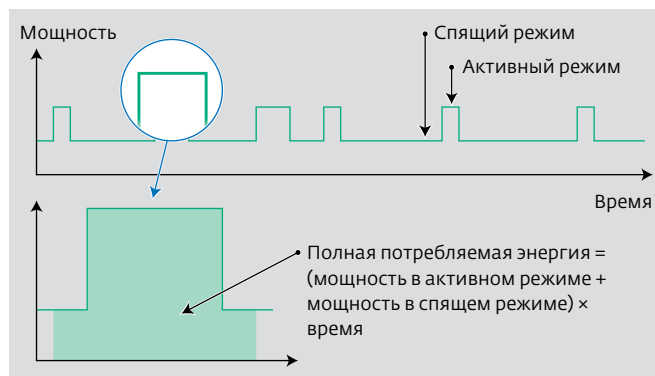 Мощность
Спящий режим
Активный режим
Время
Полная потребляемая энергия =
(мощность в активном режиме +
мощность в спящем режиме) ×
время